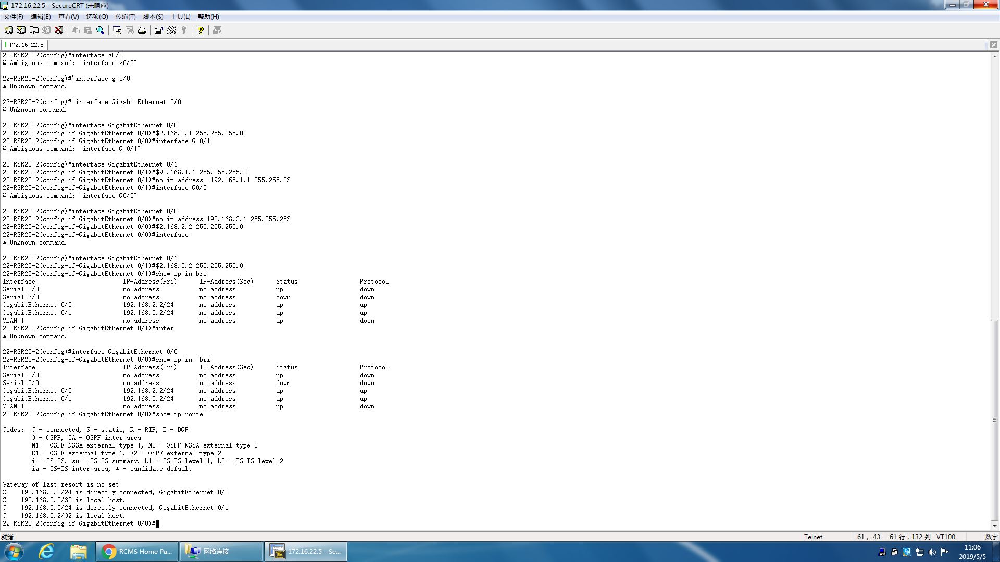 172.16.22.5 - SecureCRT (未响应)
文件(F) 编辑(E) 查看(V) 选项(O) 传输(T) 脚本(S) 工具(L) 帮助(H)
172.16.22.5
22-RSR20-2(config)#interface g0/0
% Ambiguous command: "interface g0/0"
22-RSR20-2(config)#'interface g 0/0
% Unknown command.
22-RSR20-2(config)#'interface GigabitEthernet 0/0
% Unknown command.
22-RSR20-2(config)#interface GigabitEthernet 0/0
22-RSR20-2(config-if-GigabitEthernet 0/0)#$2.168.2.1 255.255.255.0
22-RSR20-2(config-if-GigabitEthernet 0/0)#interface G 0/1
% Ambiguous command: "interface G 0/1"
22-RSR20-2(config)#interface GigabitEthernet 0/1
22-RSR20-2(config-if-GigabitEthernet 0/1)#$92.168.1.1 255.255.255.0
22-RSR20-2(config-if-GigabitEthernet 0/1)#no ip address  192.168.1.1 255.255.2$
22-RSR20-2(config-if-GigabitEthernet 0/1)#interface G0/0
% Ambiguous command: "interface G0/0"
22-RSR20-2(config)#interface GigabitEthernet 0/0
22-RSR20-2(config-if-GigabitEthernet 0/0)#no ip address 192.168.2.1 255.255.25$
22-RSR20-2(config-if-GigabitEthernet 0/0)#$2.168.2.2 255.255.255.0
22-RSR20-2(config-if-GigabitEthernet 0/0)#interface
% Unknown command.
22-RSR20-2(config)#interface GigabitEthernet 0/1
22-RSR20-2(config-if-GigabitEthernet 0/1)#$2.168.3.2 255.255.255.0
22-RSR20-2(config-if-GigabitEthernet 0/1)#show ip in bri
Interface IP-Address(Pri) IP-Address(Sec) Status Protocol
Serial 2/0 no address no address up down
Serial 3/0 no address no address down down
GigabitEthernet 0/0 192.168.2.2/24 no address up up
GigabitEthernet 0/1 192.168.3.2/24 no address up up
VLAN 1 no address no address up down
22-RSR20-2(config-if-GigabitEthernet 0/1)#inter
% Unknown command.
22-RSR20-2(config)#interface GigabitEthernet 0/0
22-RSR20-2(config-if-GigabitEthernet 0/0)#show ip in  bri
Interface IP-Address(Pri) IP-Address(Sec) Status Protocol
Serial 2/0 no address no address up down
Serial 3/0 no address no address down down
GigabitEthernet 0/0 192.168.2.2/24 no address up up
GigabitEthernet 0/1 192.168.3.2/24 no address up up
VLAN 1 no address no address up down
22-RSR20-2(config-if-GigabitEthernet 0/0)#show ip route
Codes:  C - connected, S - static, R - RIP, B - BGP
O - OSPF, IA - OSPF inter area
N1 - OSPF NSSA external type 1, N2 - OSPF NSSA external type 2
E1 - OSPF external type 1, E2 - OSPF external type 2
i - IS-IS, su - IS-IS summary, L1 - IS-IS level-1, L2 - IS-IS level-2
ia - IS-IS inter area, * - candidate default
Gateway of last resort is no set
C    192.168.2.0/24 is directly connected, GigabitEthernet 0/0
C    192.168.2.2/32 is local host.
C    192.168.3.0/24 is directly connected, GigabitEthernet 0/1
C    192.168.3.2/32 is local host.
22-RSR20-2(config-if-GigabitEthernet 0/0)#
就绪 Telnet 61, 43 61 行, 132 列 VT100 数字
RCMS Home Pa... 网络连接 172.16.22.5 - Se... 11:06
2019/5/5